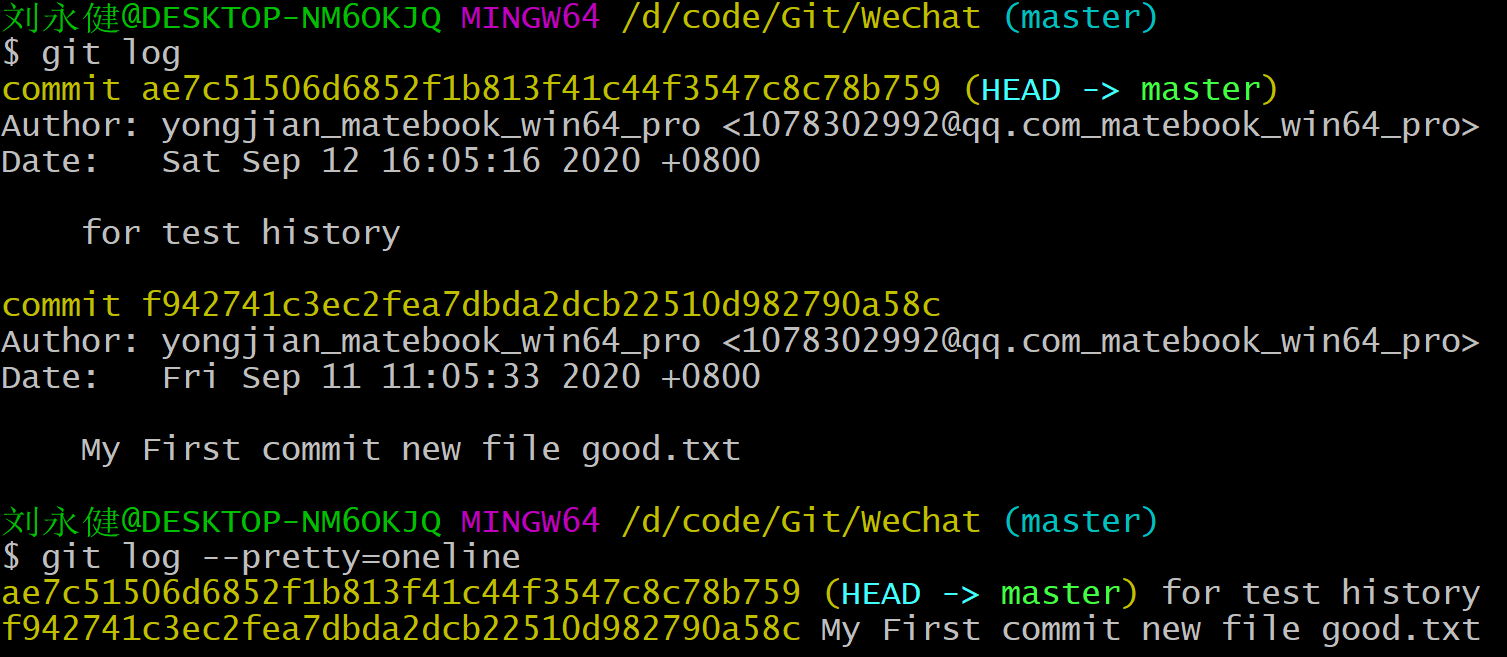 刘永健@DESKTOP-NM6OKJQ MINGW64 /d/code/Git/WeChat (master)
$ git log
commit ae7c51506d6852f1b813f41c44f3547c8c78b759 (HEAD -> master)
Author: yongjian_matebook_win64_pro <1078302992@qq.com_matebook_win64_pro>
Date:   Sat Sep 12 16:05:16 2020 +0800
    for test history
commit f942741c3ec2fea7dbda2dcb22510d982790a58c
Author: yongjian_matebook_win64_pro <1078302992@qq.com_matebook_win64_pro>
Date:   Fri Sep 11 11:05:33 2020 +0800
    My First commit new file good.txt
刘永健@DESKTOP-NM6OKJQ MINGW64 /d/code/Git/WeChat (master)
$ git log --pretty=oneline
ae7c51506d6852f1b813f41c44f3547c8c78b759 (HEAD -> master) for test history
f942741c3ec2fea7dbda2dcb22510d982790a58c My First commit new file good.txt